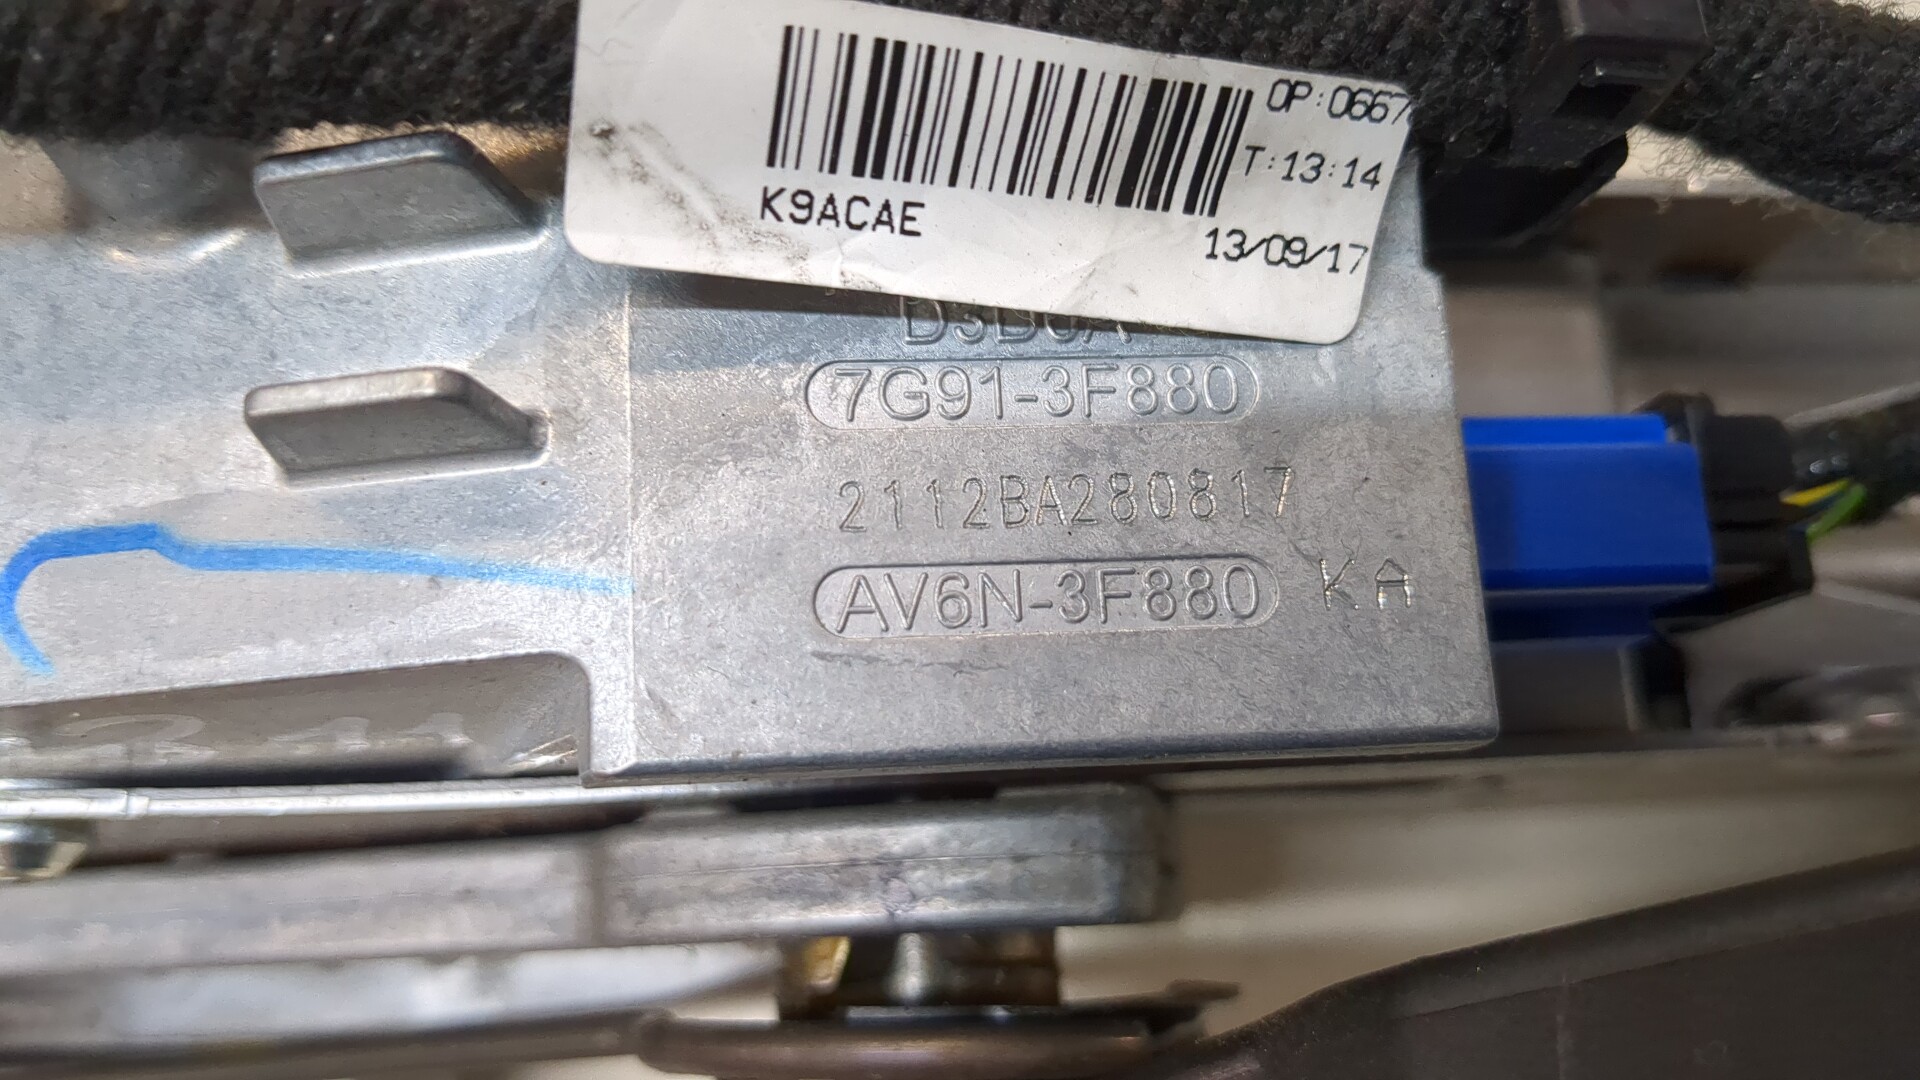 OP:0667
T:13:14
K9ACAE
13/09/17
7G91-3F880
2112BA280817
AV6N-3F880 KA